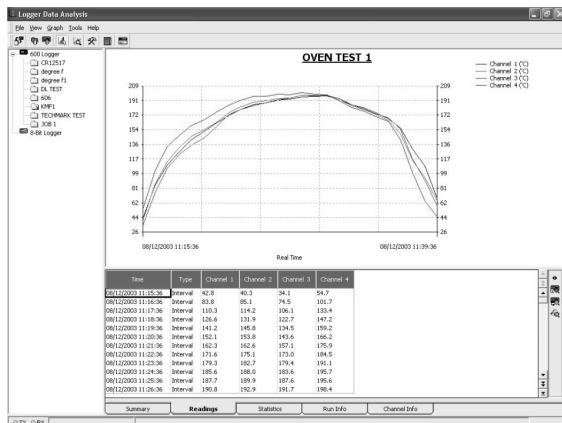 Logger Data Analysis
File View Graph Tools Help
600 Logger
CR12517
degree f
degree f1
DL TEST
606
KMF1
TECHMARK TEST
JOB 1
8-Bit Logger
OVEN TEST 1
Channel 1 (°C)
Channel 2 (°C)
Channel 3 (°C)
Channel 4 (°C)
209 209
191 191
172 172
154 154
136 136
117 117
99 99
81 81
62 62
44 44
26 26
08/12/2003 11:15:36 08/12/2003 11:39:36
Real Time
Time Type Channel 1 Channel 2 Channel 3 Channel 4
08/12/2003 11:15:36 Interval 42.8 40.3 34.1 54.7
08/12/2003 11:16:36 Interval 83.8 85.1 74.5 101.7
08/12/2003 11:17:36 Interval 110.3 114.2 106.1 133.4
08/12/2003 11:18:36 Interval 126.6 131.9 122.7 147.2
08/12/2003 11:19:36 Interval 141.2 145.8 134.5 159.2
08/12/2003 11:20:36 Interval 152.1 153.8 143.6 166.2
08/12/2003 11:21:36 Interval 162.3 162.6 157.1 175.9
08/12/2003 11:22:36 Interval 171.6 175.1 173.0 184.5
08/12/2003 11:23:36 Interval 179.3 182.7 179.4 191.1
08/12/2003 11:24:36 Interval 185.6 188.0 183.6 195.7
08/12/2003 11:25:36 Interval 187.7 189.9 187.6 195.6
08/12/2003 11:26:36 Interval 190.8 192.9 191.7 198.4
Summary Readings Statistics Run Info Channel Info
TX RX